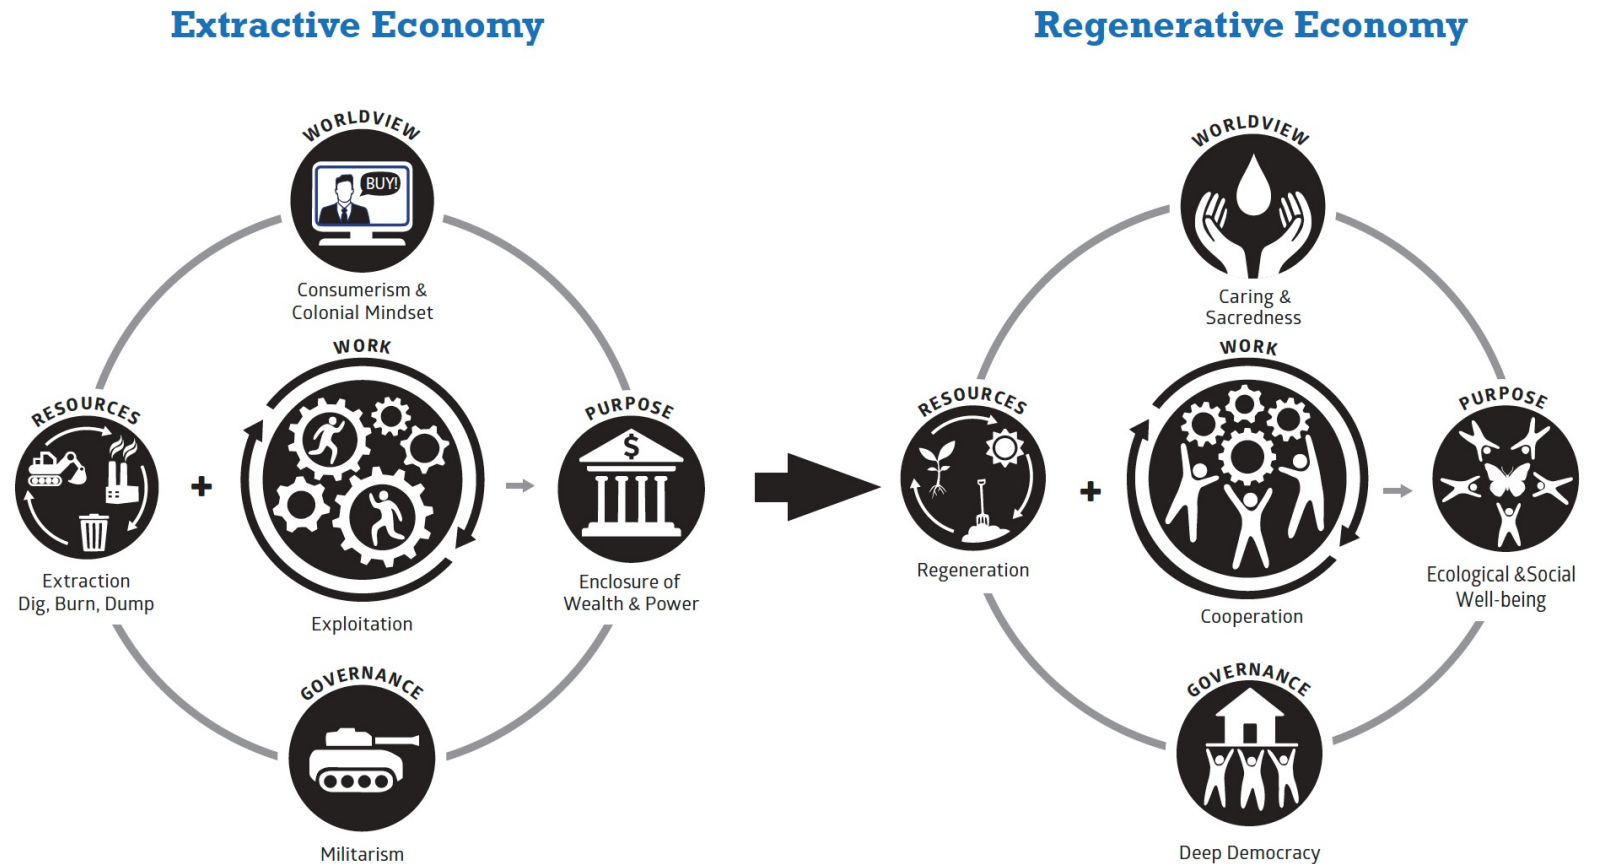 Extractive Economy
WORLDVIEW
BUY!
Consumerism &
Colonial Mindset
RESOURCES
Extraction
Dig, Burn, Dump
+
WORK
Exploitation
PURPOSE
$
Enclosure of
Wealth & Power
GOVERNANCE
Militarism
Regenerative Economy
WORLDVIEW
Caring &
Sacredness
RESOURCES
Regeneration
+
WORK
Cooperation
PURPOSE
Ecological &Social
Well-being
GOVERNANCE
Deep Democracy